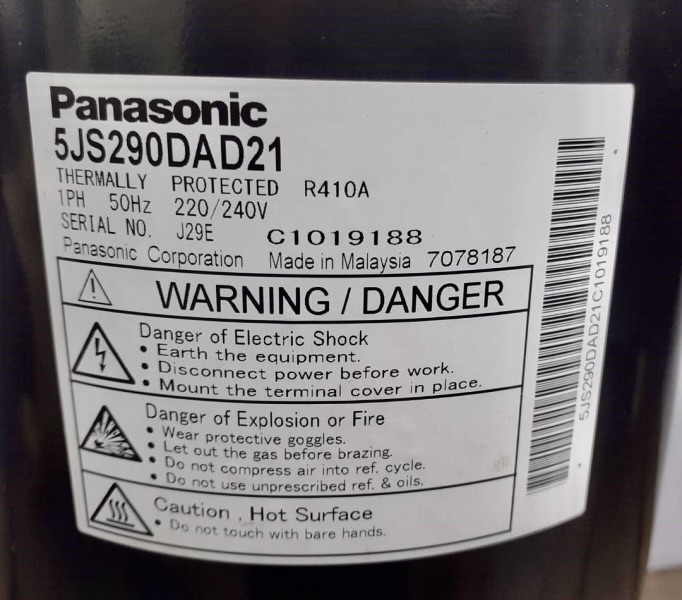 Panasonic
5JS290DAD21
THERMALLY PROTECTED R410A
1PH 50Hz 220/240V
SERIAL NO. J29E C1019188
Panasonic Corporation Made in Malaysia 7078187
WARNING / DANGER
Danger of Electric Shock
• Earth the equipment.
• Disconnect power before work.
• Mount the terminal cover in place.
Danger of Explosion or Fire
• Wear protective goggles.
• Let out the gas before brazing.
• Do not compress air into ref. cycle.
• Do not use unprescribed ref. & oils.
Caution , Hot Surface
• Do not touch with bare hands.
5JS290DAD21C1019188